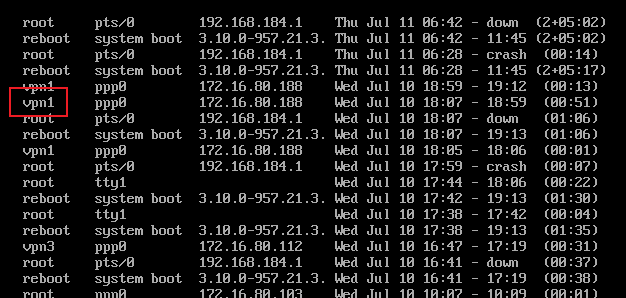 root     pts/0        192.168.184.1    Thu Jul 11 06:42 - down  (2+05:02)
reboot   system boot  3.10.0-957.21.3. Thu Jul 11 06:42 - 11:45 (2+05:02)
root     pts/0        192.168.184.1    Thu Jul 11 06:28 - crash  (00:14)
reboot   system boot  3.10.0-957.21.3. Thu Jul 11 06:28 - 11:45 (2+05:17)
vpn1     ppp0         172.16.80.188    Wed Jul 10 18:59 - 19:12  (00:13)
vpn1     ppp0         172.16.80.188    Wed Jul 10 18:07 - 18:59  (00:51)
root     pts/0        192.168.184.1    Wed Jul 10 18:07 - down   (01:06)
reboot   system boot  3.10.0-957.21.3. Wed Jul 10 18:07 - 19:13  (01:06)
vpn1     ppp0         172.16.80.188    Wed Jul 10 18:05 - 18:06  (00:01)
root     pts/0        192.168.184.1    Wed Jul 10 17:59 - crash  (00:07)
root     tty1                          Wed Jul 10 17:44 - 18:06  (00:22)
reboot   system boot  3.10.0-957.21.3. Wed Jul 10 17:42 - 19:13  (01:30)
root     tty1                          Wed Jul 10 17:38 - 17:42  (00:04)
reboot   system boot  3.10.0-957.21.3. Wed Jul 10 17:38 - 19:13  (01:35)
vpn3     ppp0         172.16.80.112    Wed Jul 10 16:47 - 17:19  (00:31)
root     pts/0        192.168.184.1    Wed Jul 10 16:41 - down   (00:37)
reboot   system boot  3.10.0-957.21.3. Wed Jul 10 16:41 - 17:19  (00:38)
root     ppp0         172.16.80.103    Wed Jul 10 10:07 - 10:09  (00:01)